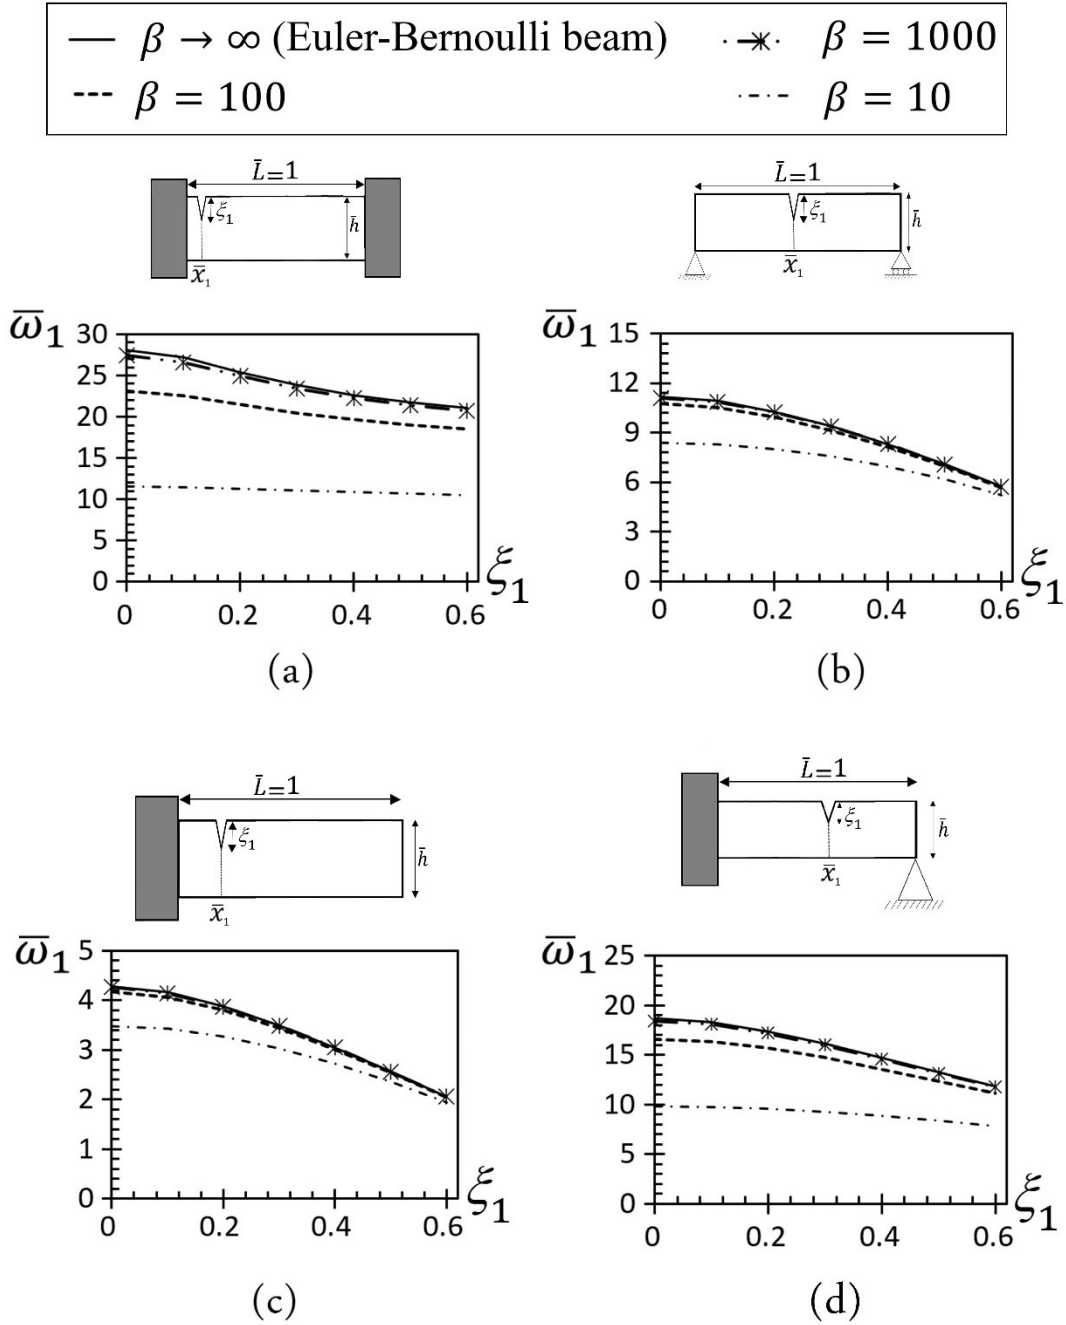 β → ∞ (Euler-Bernoulli beam) β = 1000
β = 100 β = 10
L̄=1
ξ₁
h̄
x̄₁
L̄=1
ξ₁
h̄
x̄₁
ω̄₁
30
25
20
15
10
5
0
0 0.2 0.4 0.6
ξ₁
(a)
ω̄₁
15
12
9
6
3
0
0 0.2 0.4 0.6
ξ₁
(b)
L̄=1
ξ₁
h̄
x̄₁
L̄=1
ξ₁
h̄
x̄₁
ω̄₁
5
4
3
2
1
0
0 0.2 0.4 0.6
ξ₁
(c)
ω̄₁
25
20
15
10
5
0
0 0.2 0.4 0.6
ξ₁
(d)